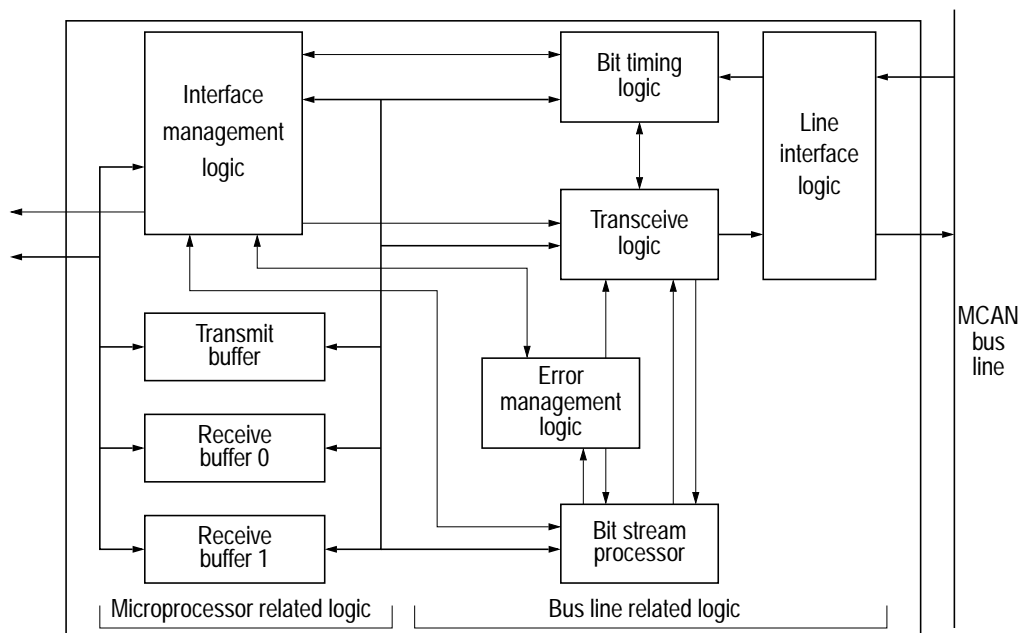 Interface
management
logic
Bit timing
logic
Line
interface
logic
Transceive
logic
MCAN
bus
line
Transmit
buffer
Error
management
logic
Receive
buffer 0
Receive
buffer 1
Bit stream
processor
Microprocessor related logic
Bus line related logic